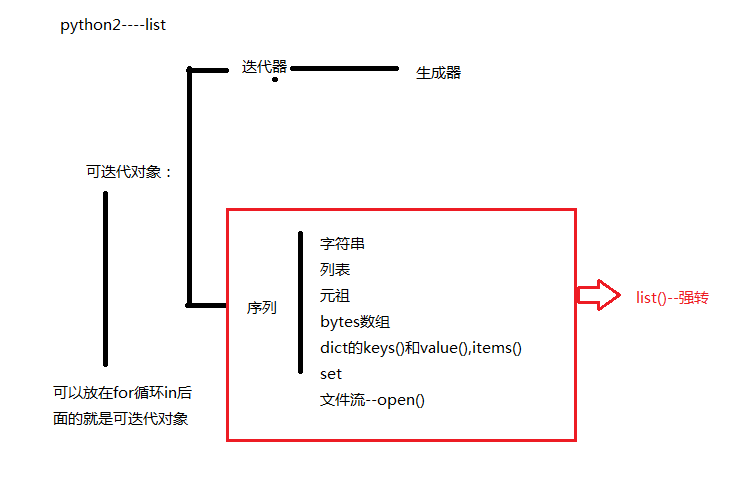 python2----list
迭代器
生成器
可迭代对象：
字符串
列表
序列
元祖
list()--强转
bytes数组
dict的keys()和value(),items()
set
可以放在for循环in后
面的就是可迭代对象
文件流--open()